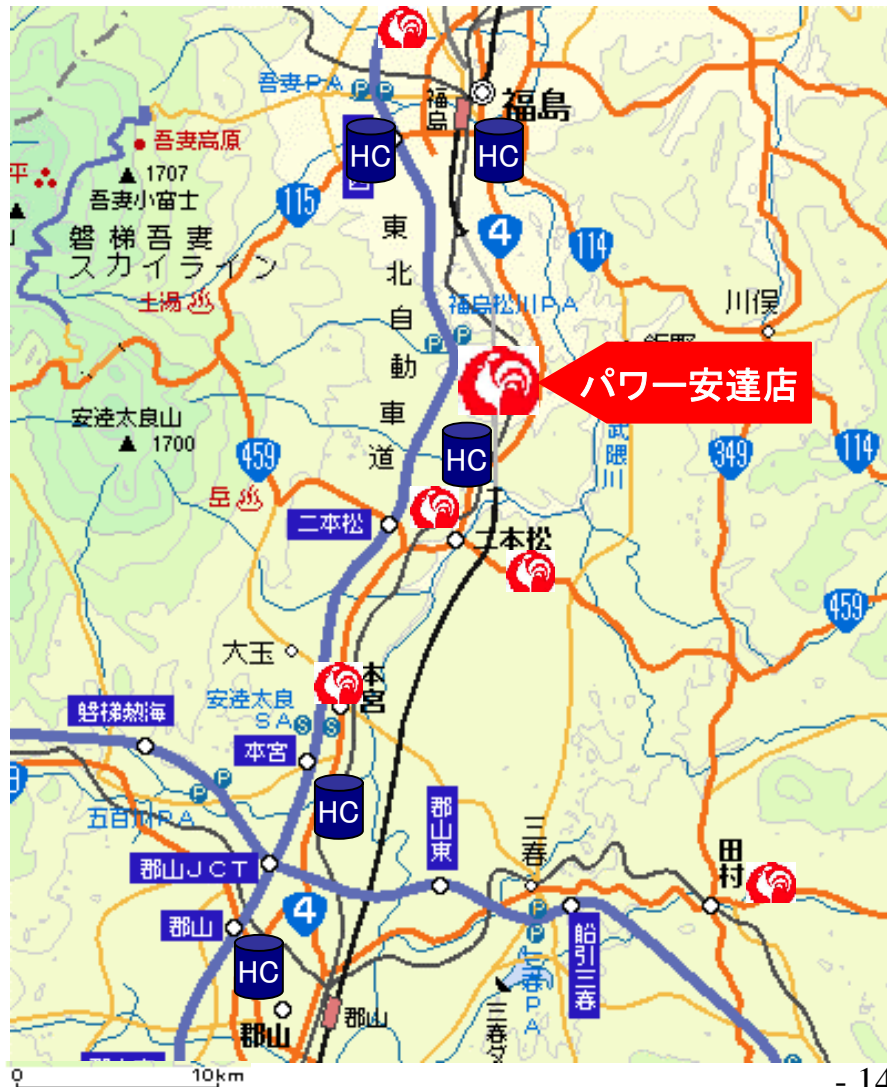 吾妻PA
福島
福島
HC
HC
吾妻高原
平
1707
吾妻小富士
115
4
114
磐梯吾妻
スカイライン
東北自動車道
土湯
福島松川PA
川俣
パワー安達店
安達太良山
1700
459
HC
武隈川
349
114
岳
二本松
二本松
459
大玉
本宮
安達太良
SA
磐梯熱海
本宮
五百川PA
HC
郡山東
三春
田村
郡山JCT
4
郡山
船引三春
三春PA
HC
郡山
郡山
三春ダ
0
10km
- 14